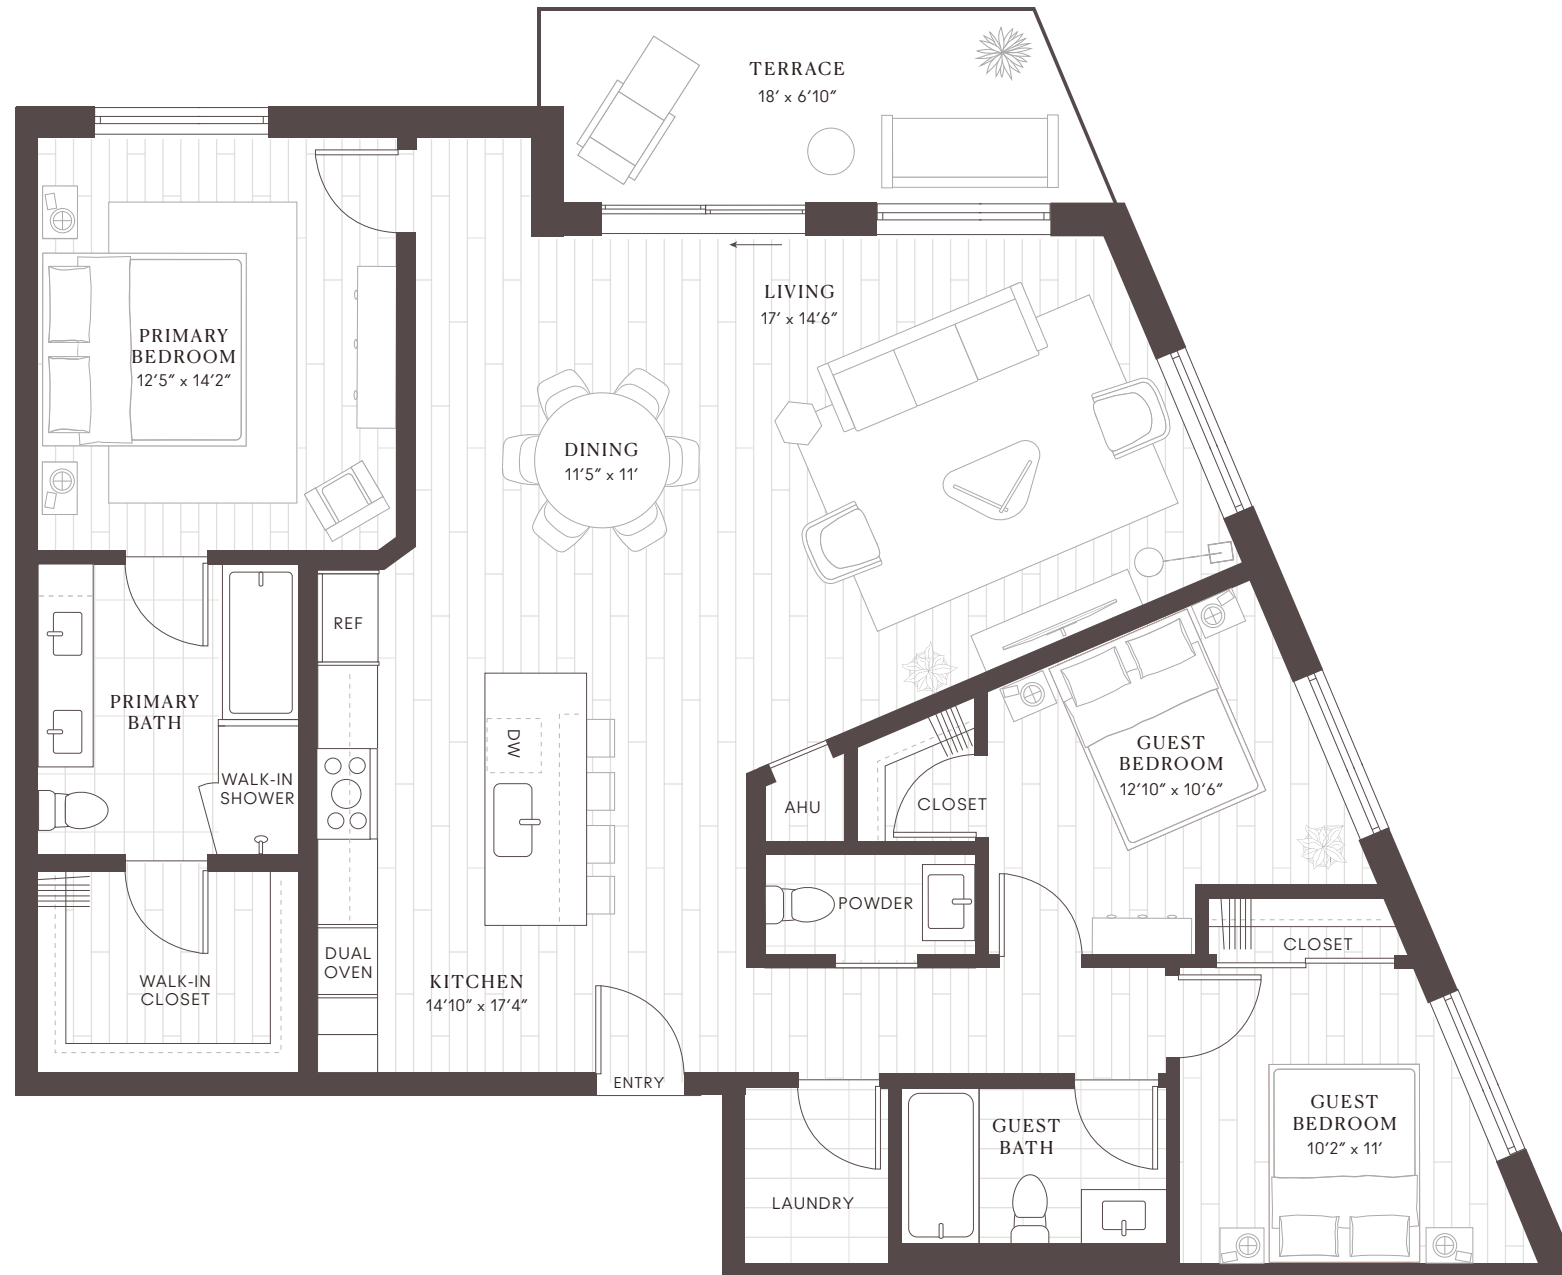 TERRACE
18′ x 6′10″
LIVING
17′ x 14′6″
PRIMARY
BEDROOM
12′5″ x 14′2″
DINING
11′5″ x 11′
REF
PRIMARY
BATH
DW
WALK-IN
SHOWER
GUEST
BEDROOM
12′10″ x 10′6″
AHU
CLOSET
POWDER
CLOSET
DUAL
OVEN
KITCHEN
14′10″ x 17′4″
WALK-IN
CLOSET
ENTRY
GUEST
BATH
GUEST
BEDROOM
10′2″ x 11′
LAUNDRY